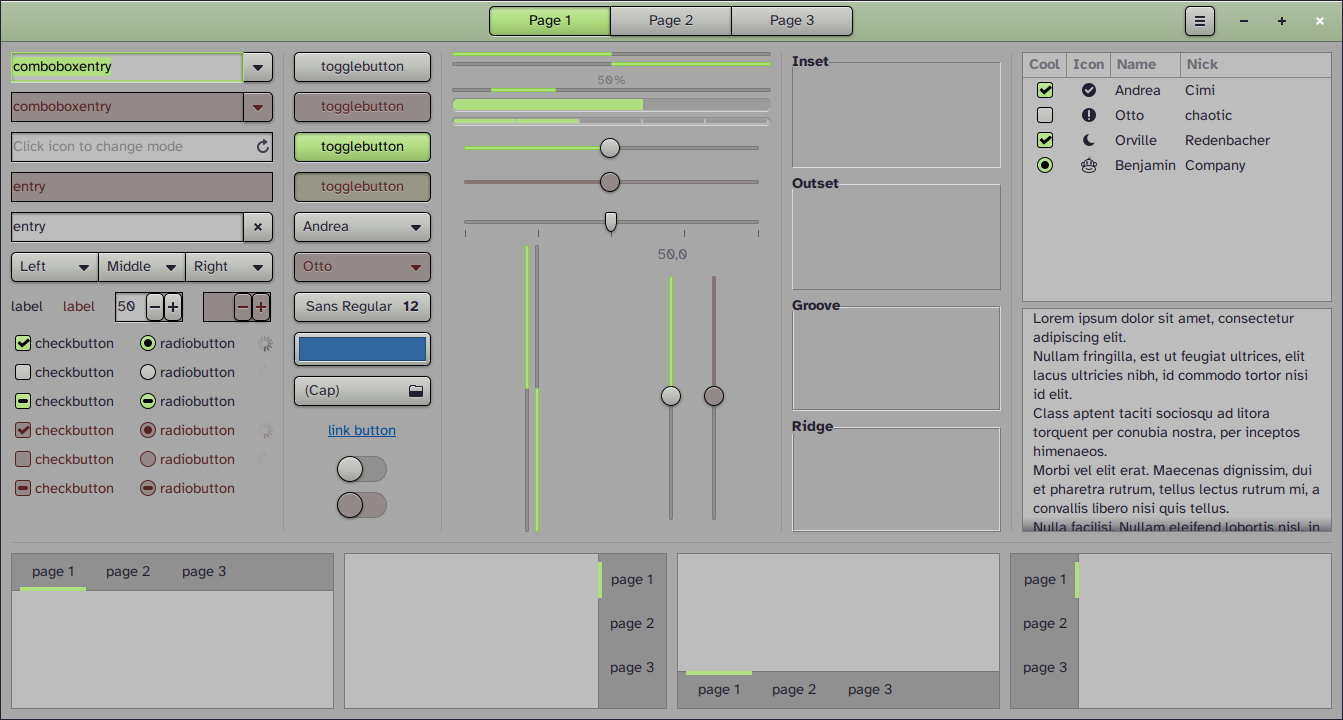 Page 1
Page 2
Page 3
comboboxentry
comboboxentry
Click icon to change mode
entry
entry
Left
Middle
Right
label
label
50
checkbutton
radiobutton
checkbutton
radiobutton
checkbutton
radiobutton
checkbutton
radiobutton
checkbutton
radiobutton
checkbutton
radiobutton
togglebutton
togglebutton
togglebutton
togglebutton
Andrea
Otto
Sans Regular 12
(Cap)
link button
50%
50,0
Inset
Outset
Groove
Ridge
Cool Icon Name Nick
Andrea Cimi
Otto chaotic
Orville Redenbacher
Benjamin Company
Lorem ipsum dolor sit amet, consectetur
adipiscing elit.
Nullam fringilla, est ut feugiat ultrices, elit
lacus ultricies nibh, id commodo tortor nisi
id elit.
Class aptent taciti sociosqu ad litora
torquent per conubia nostra, per inceptos
himenaeos.
Morbi vel elit erat. Maecenas dignissim, dui
et pharetra rutrum, tellus lectus rutrum mi, a
convallis libero nisi quis tellus.
Nulla facilisi. Nullam eleifend lobortis nisl, in
page 1
page 2
page 3
page 1
page 2
page 3
page 1
page 2
page 3
page 1
page 2
page 3